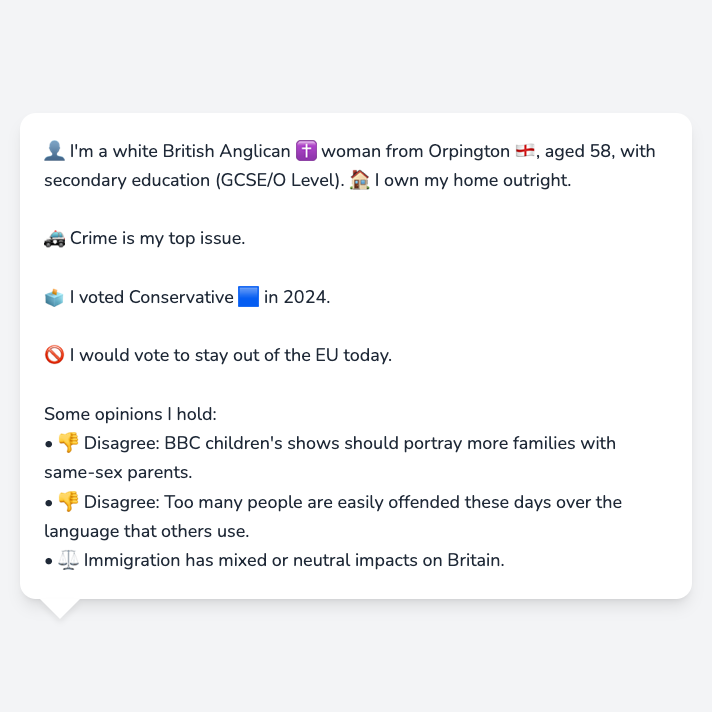 👤 I'm a white British Anglican ✝️ woman from Orpington 🏴󠁧󠁢󠁥󠁮󠁧󠁿, aged 58, with
secondary education (GCSE/O Level). 🏠 I own my home outright.
🚓 Crime is my top issue.
🗳️ I voted Conservative 🟦 in 2024.
🚫 I would vote to stay out of the EU today.
Some opinions I hold:
• 👎 Disagree: BBC children's shows should portray more families with
same-sex parents.
• 👎 Disagree: Too many people are easily offended these days over the
language that others use.
• ⚖️ Immigration has mixed or neutral impacts on Britain.